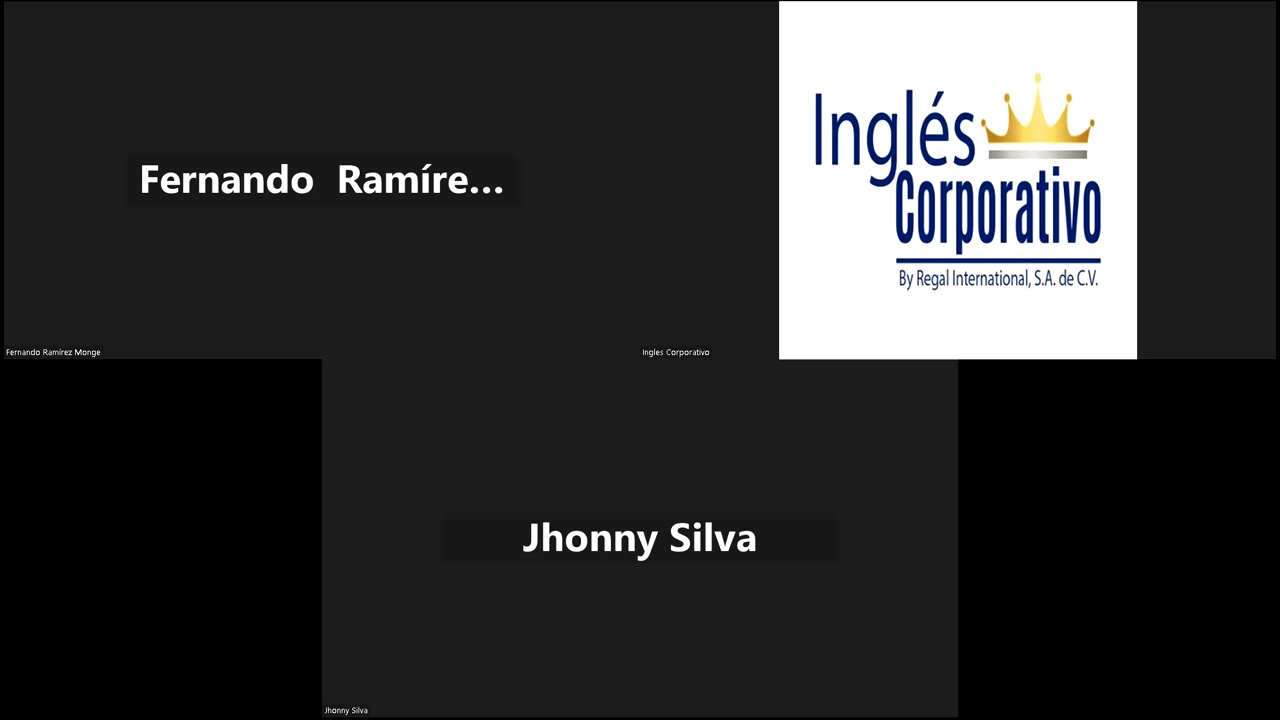 Fernando  Ramíre...
Fernando Ramírez Monge
Inglés
Corporativo
By Regal International, S.A. de C.V.
Ingles Corporativo
Jhonny Silva
Jhonny Silva